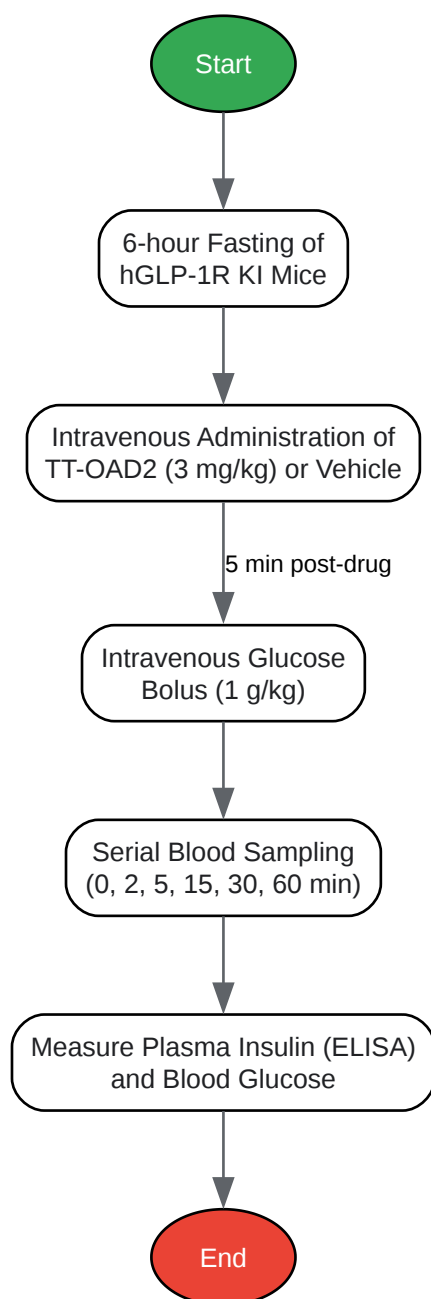 Start
6-hour Fasting of
hGLP-1R KI Mice
Intravenous Administration of
TT-OAD2 (3 mg/kg) or Vehicle
5 min post-drug
Intravenous Glucose
Bolus (1 g/kg)
Serial Blood Sampling
(0, 2, 5, 15, 30, 60 min)
Measure Plasma Insulin (ELISA)
and Blood Glucose
End